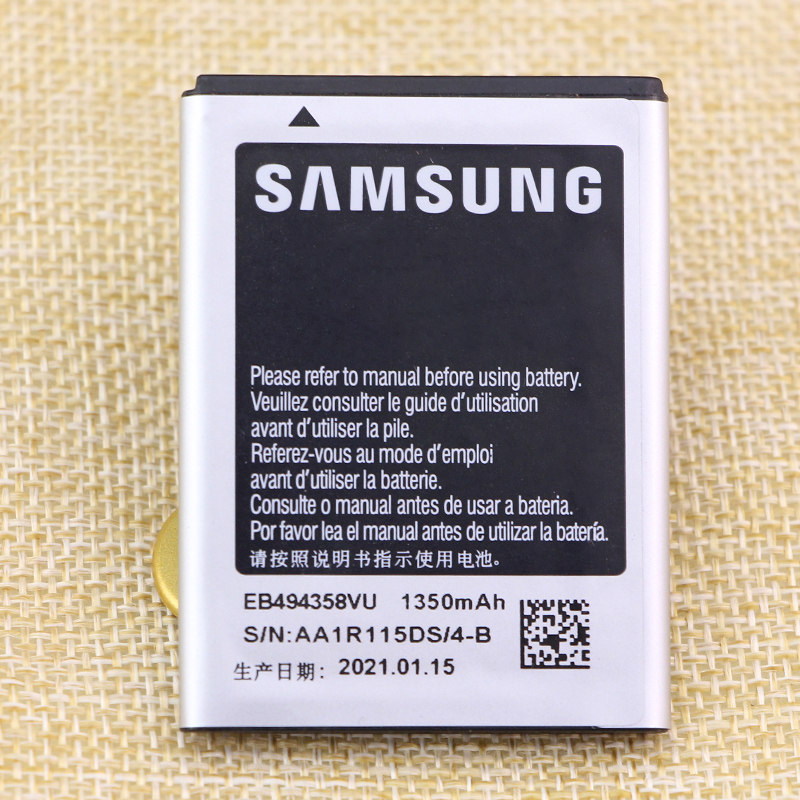 SAMSUNG
Please refer to manual before using battery.
Veuillez consulter le guide d'utilisation
avant d'utiliser la pile.
Referez-vous au mode d'emploi
avant d'utiliser la batterie.
Consulte o manual antes de usar a bateria.
Por favor lea el manual antes de utilizar la batería.
请按照说明书指示使用电池。
EB494358VU 1350mAh
S/N:AA1R115DS/4-B
生产日期: 2021.01.15